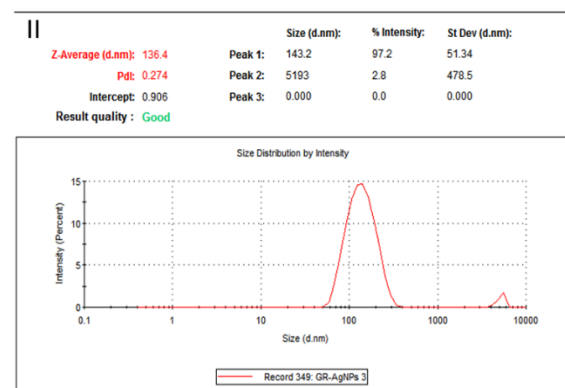 II
Size (d.nm): % Intensity: St Dev (d.nm):
Z-Average (d.nm): 136.4 Peak 1: 143.2 97.2 51.34
PdI: 0.274 Peak 2: 5193 2.8 478.5
Intercept: 0.906 Peak 3: 0.000 0.0 0.000
Result quality : Good
Size Distribution by Intensity
15
10
5
0
Intensity (Percent)
0.1 1 10 100 1000 10000
Size (d.nm)
Record 349: GR-AgNPs 3